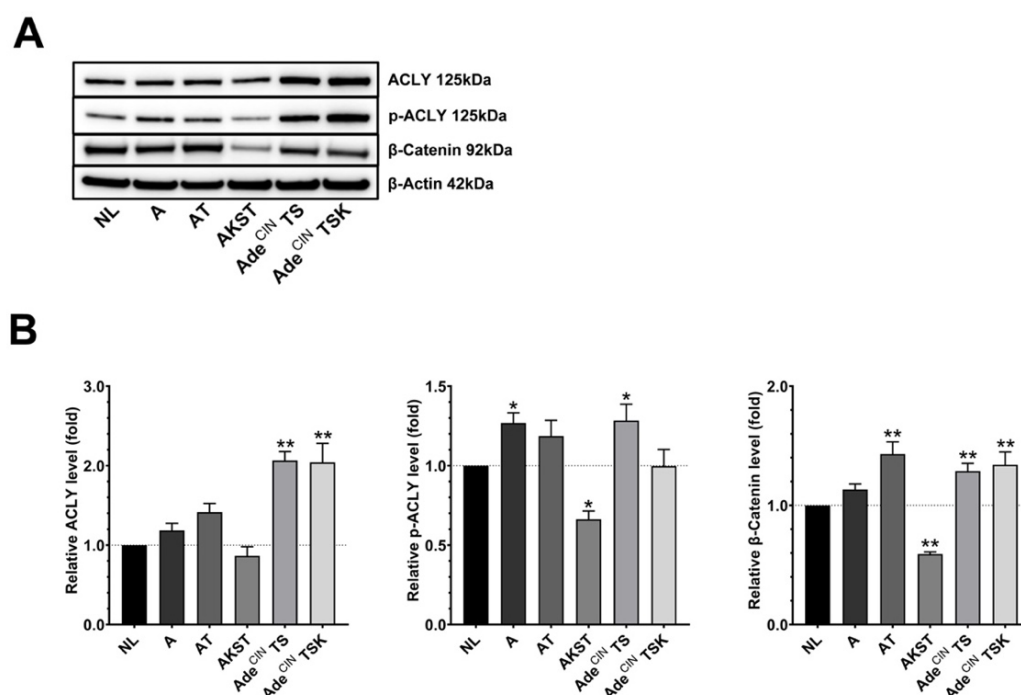 A
ACLY 125kDa
p-ACLY 125kDa
β-Catenin 92kDa
β-Actin 42kDa
NL
A
AT
AKST
Ade^CIN TS
Ade^CIN TSK
B
Relative ACLY level (fold)
3.0
2.0
1.0
0.0
**
**
NL
A
AT
AKST
Ade^CIN TS
Ade^CIN TSK
Relative p-ACLY level (fold)
1.5
1.0
0.5
0.0
*
*
*
NL
A
AT
AKST
Ade^CIN TS
Ade^CIN TSK
Relative β-Catenin level (fold)
2.0
1.5
1.0
0.5
0.0
**
**
**
**
NL
A
AT
AKST
Ade^CIN TS
Ade^CIN TSK